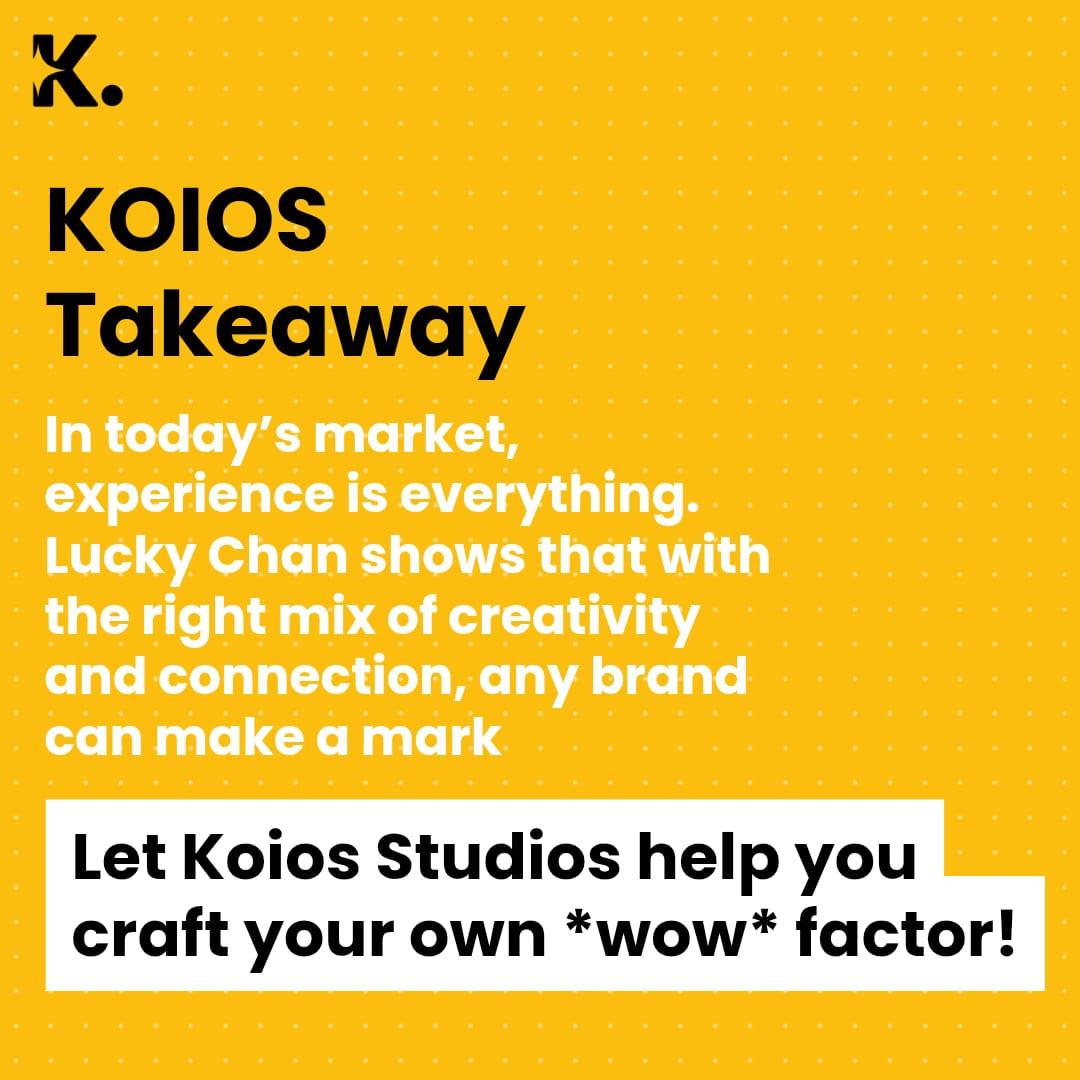 K.
KOIOS
Takeaway
In today’s market,
experience is everything.
Lucky Chan shows that with
the right mix of creativity
and connection, any brand
can make a mark
Let Koios Studios help you
craft your own *wow* factor!